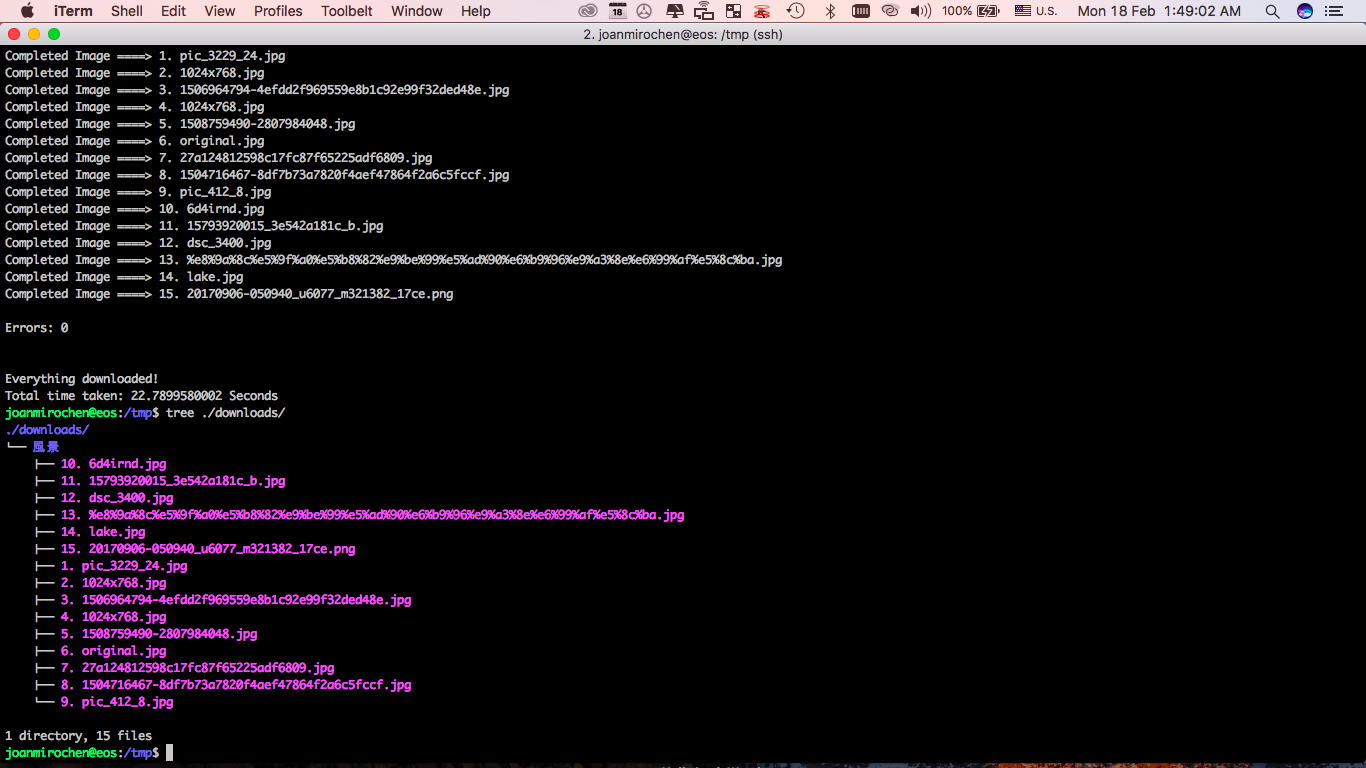 iTerm Shell Edit View Profiles Toolbelt Window Help 18 100% U.S. Mon 18 Feb 1:49:02 AM
2. joanmirochen@eos: /tmp (ssh)
Completed Image ====> 1. pic_3229_24.jpg
Completed Image ====> 2. 1024x768.jpg
Completed Image ====> 3. 1506964794-4efdd2f969559e8b1c92e99f32ded48e.jpg
Completed Image ====> 4. 1024x768.jpg
Completed Image ====> 5. 1508759490-2807984048.jpg
Completed Image ====> 6. original.jpg
Completed Image ====> 7. 27a124812598c17fc87f65225adf6809.jpg
Completed Image ====> 8. 1504716467-8df7b73a7820f4aef47864f2a6c5fccf.jpg
Completed Image ====> 9. pic_412_8.jpg
Completed Image ====> 10. 6d4irnd.jpg
Completed Image ====> 11. 15793920015_3e542a181c_b.jpg
Completed Image ====> 12. dsc_3400.jpg
Completed Image ====> 13. %e8%9a%8c%e5%9f%a0%e5%b8%82%e9%be%99%e5%ad%90%e6%b9%96%e9%a3%8e%e6%99%af%e5%8c%ba.jpg
Completed Image ====> 14. lake.jpg
Completed Image ====> 15. 20170906-050940_u6077_m321382_17ce.png
Errors: 0
Everything downloaded!
Total time taken: 22.7899580002 Seconds
joanmirochen@eos:/tmp$ tree ./downloads/
./downloads/
└── 風景
├── 10. 6d4irnd.jpg
├── 11. 15793920015_3e542a181c_b.jpg
├── 12. dsc_3400.jpg
├── 13. %e8%9a%8c%e5%9f%a0%e5%b8%82%e9%be%99%e5%ad%90%e6%b9%96%e9%a3%8e%e6%99%af%e5%8c%ba.jpg
├── 14. lake.jpg
├── 15. 20170906-050940_u6077_m321382_17ce.png
├── 1. pic_3229_24.jpg
├── 2. 1024x768.jpg
├── 3. 1506964794-4efdd2f969559e8b1c92e99f32ded48e.jpg
├── 4. 1024x768.jpg
├── 5. 1508759490-2807984048.jpg
├── 6. original.jpg
├── 7. 27a124812598c17fc87f65225adf6809.jpg
├── 8. 1504716467-8df7b73a7820f4aef47864f2a6c5fccf.jpg
└── 9. pic_412_8.jpg
1 directory, 15 files
joanmirochen@eos:/tmp$